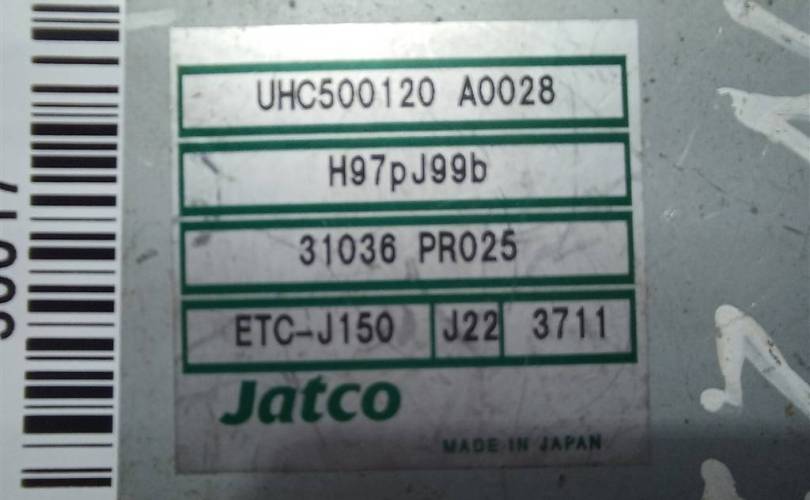 UHC500120 A0028
H97pJ99b
31036 PR025
ETC-J150 J22 3711
Jatco
MADE IN JAPAN